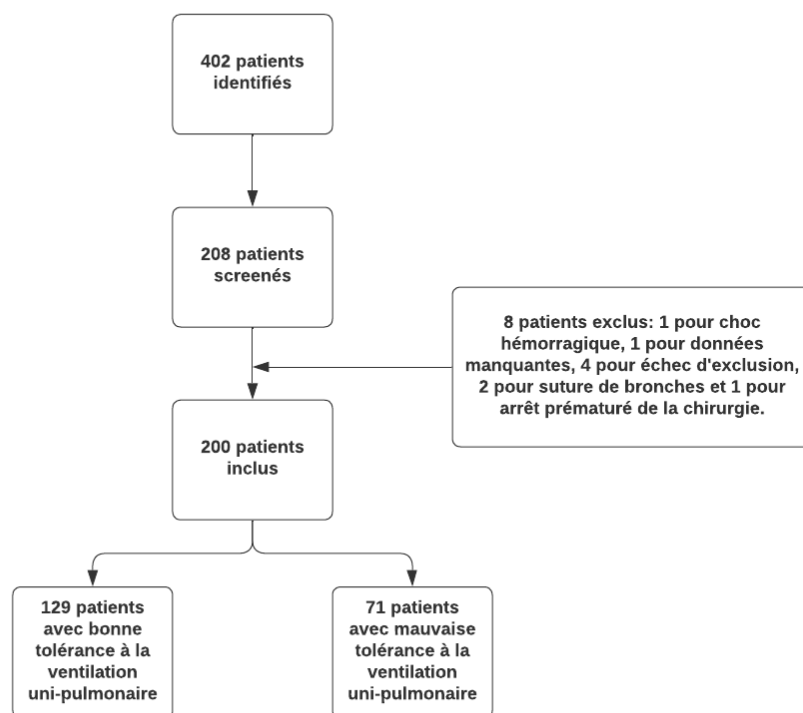 402 patients
identifiés
208 patients
screenés
8 patients exclus: 1 pour choc
hémorragique, 1 pour données
manquantes, 4 pour échec d'exclusion,
2 pour suture de bronches et 1 pour
arrêt prématuré de la chirurgie.
200 patients
inclus
129 patients
avec bonne
tolérance à la
ventilation
uni-pulmonaire
71 patients
avec mauvaise
tolérance à la
ventilation
uni-pulmonaire